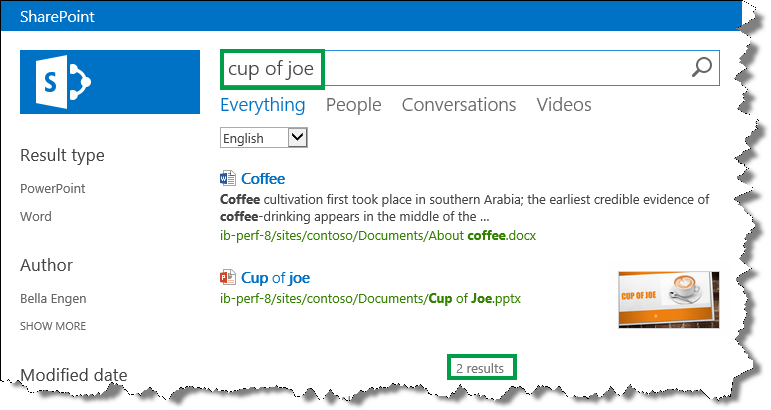 SharePoint
S
cup of joe
Everything People Conversations Videos
English
Result type
PowerPoint
Word
Author
Bella Engen
SHOW MORE
Modified date
Coffee
Coffee cultivation first took place in southern Arabia; the earliest credible evidence of
coffee-drinking appears in the middle of the ...
ib-perf-8/sites/contoso/Documents/About coffee.docx
Cup of joe
ib-perf-8/sites/contoso/Documents/Cup of Joe.pptx
CUP OF JOE
2 results